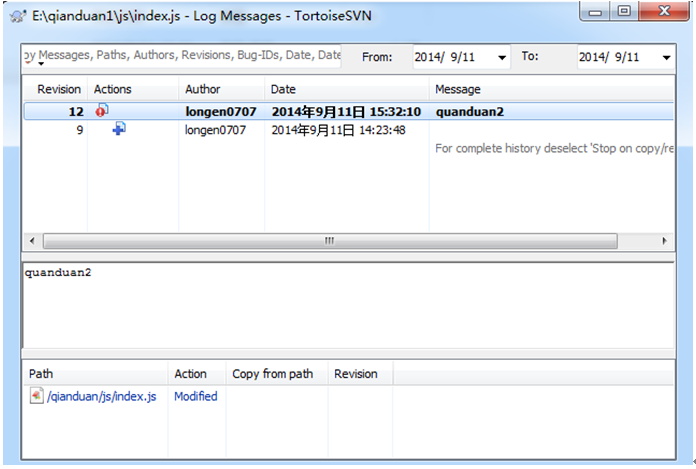 E:\qianduan1\js\index.js - Log Messages - TortoiseSVN
by Messages, Paths, Authors, Revisions, Bug-IDs, Date, Date From: 2014/ 9/11 To: 2014/ 9/11
Revision Actions Author Date Message
12 longen0707 2014年9月11日 15:32:10 quanduan2
9 longen0707 2014年9月11日 14:23:48
For complete history deselect 'Stop on copy/re
quanduan2
Path Action Copy from path Revision
/qianduan/js/index.js Modified